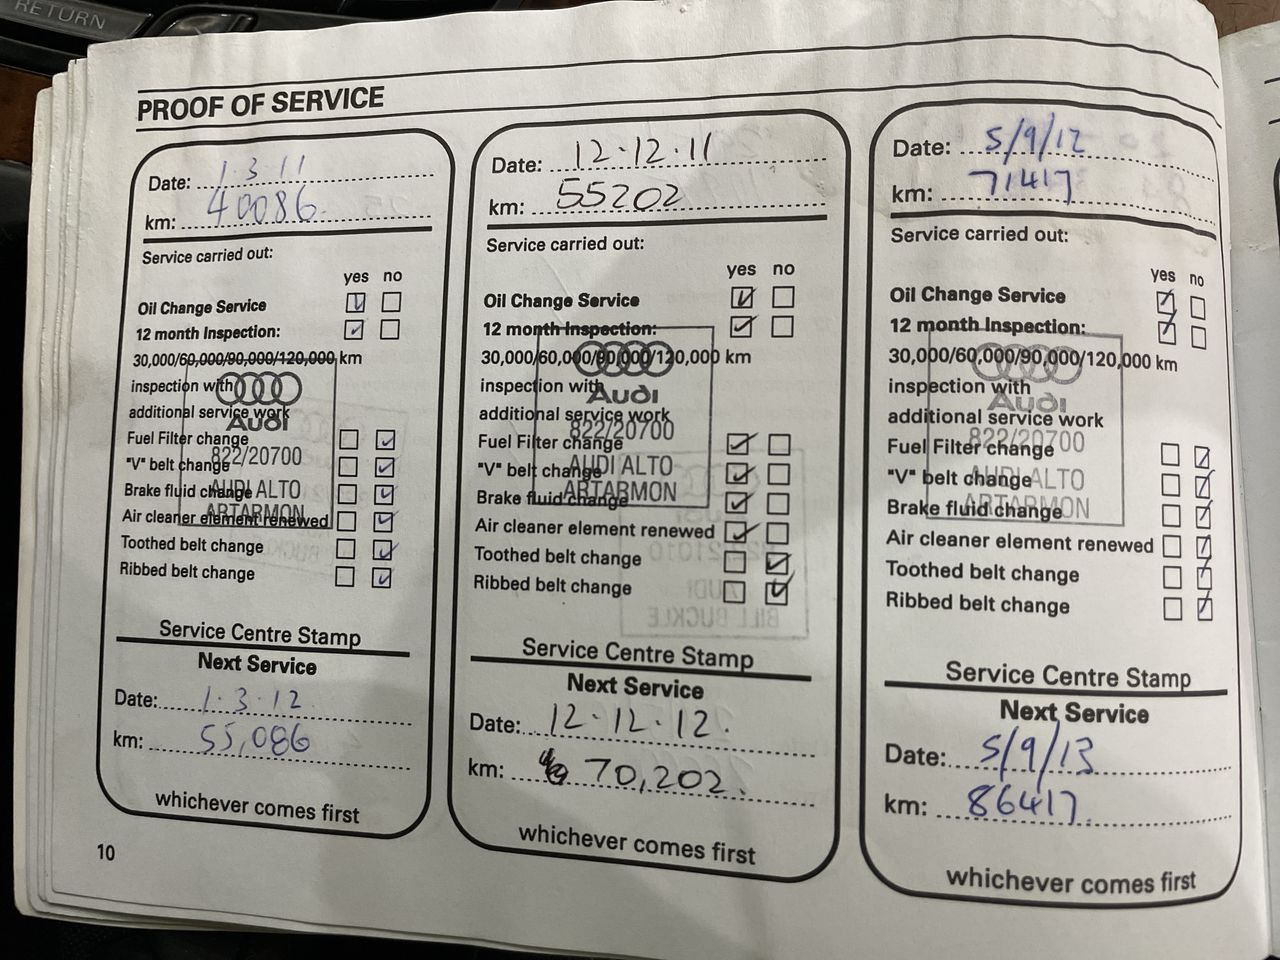 RETURN
PROOF OF SERVICE
Date: 1·3·11
km: 40086
Service carried out:
yes no
Oil Change Service
12 month Inspection:
30,000/60,000/90,000/120,000 km
inspection with
additional service work
Fuel Filter change
"V" belt change
Brake fluid change
Air cleaner element renewed
Toothed belt change
Ribbed belt change
Audi
822/20700
AUDI ALTO
ARTARMON
Service Centre Stamp
Next Service
Date: 1·3·12
km: 55,086
whichever comes first
10
Date: 12·12·11
km: 55202
Service carried out:
yes no
Oil Change Service
12 month Inspection:
30,000/60,000/90,000/120,000 km
inspection with
additional service work
Fuel Filter change
"V" belt change
Brake fluid change
Air cleaner element renewed
Toothed belt change
Ribbed belt change
Audi
822/20700
AUDI ALTO
ARTARMON
Service Centre Stamp
Next Service
Date: 12·12·12.
km: 70,202.
whichever comes first
Date: 5/9/12
km: 71417
Service carried out:
yes no
Oil Change Service
12 month Inspection:
30,000/60,000/90,000/120,000 km
inspection with
additional service work
Fuel Filter change
"V" belt change
Brake fluid change
Air cleaner element renewed
Toothed belt change
Ribbed belt change
Audi
822/20700
AUDI ALTO
ARTARMON
Service Centre Stamp
Next Service
Date: 5/9/13
km: 86417
whichever comes first